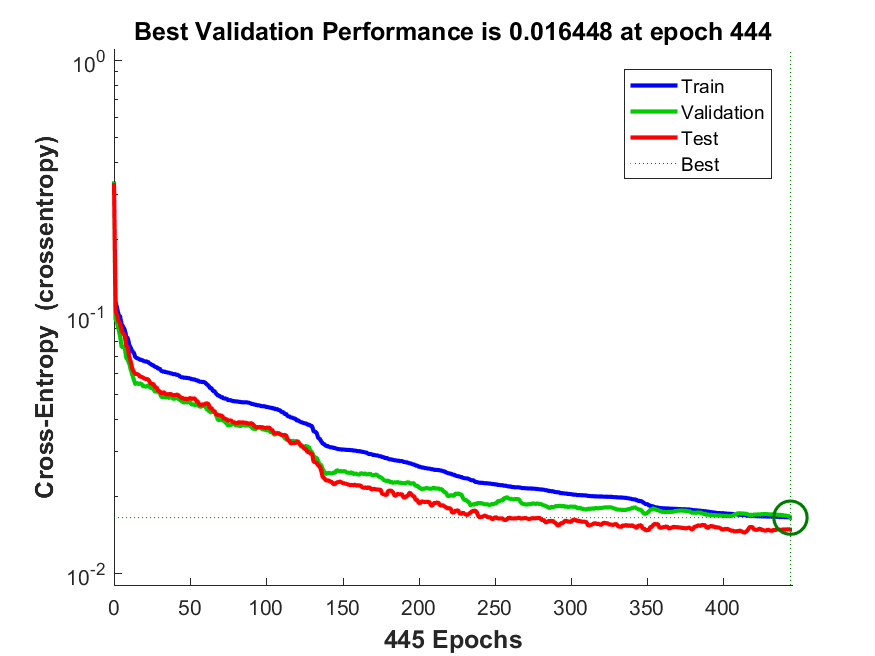 Best Validation Performance is 0.016448 at epoch 444
10^0
10^-1
10^-2
Cross-Entropy (crossentropy)
Train
Validation
Test
Best
0 50 100 150 200 250 300 350 400
445 Epochs